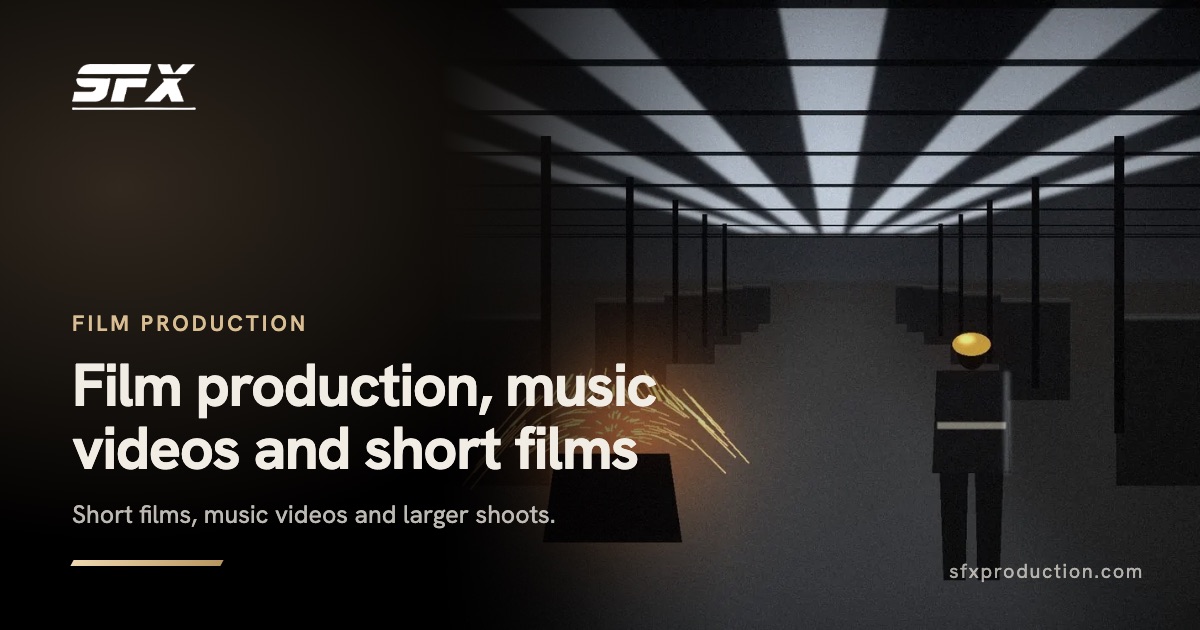 SFX
FILM PRODUCTION
Film production, music
videos and short films
Short films, music videos and larger shoots.
sfxproduction.com